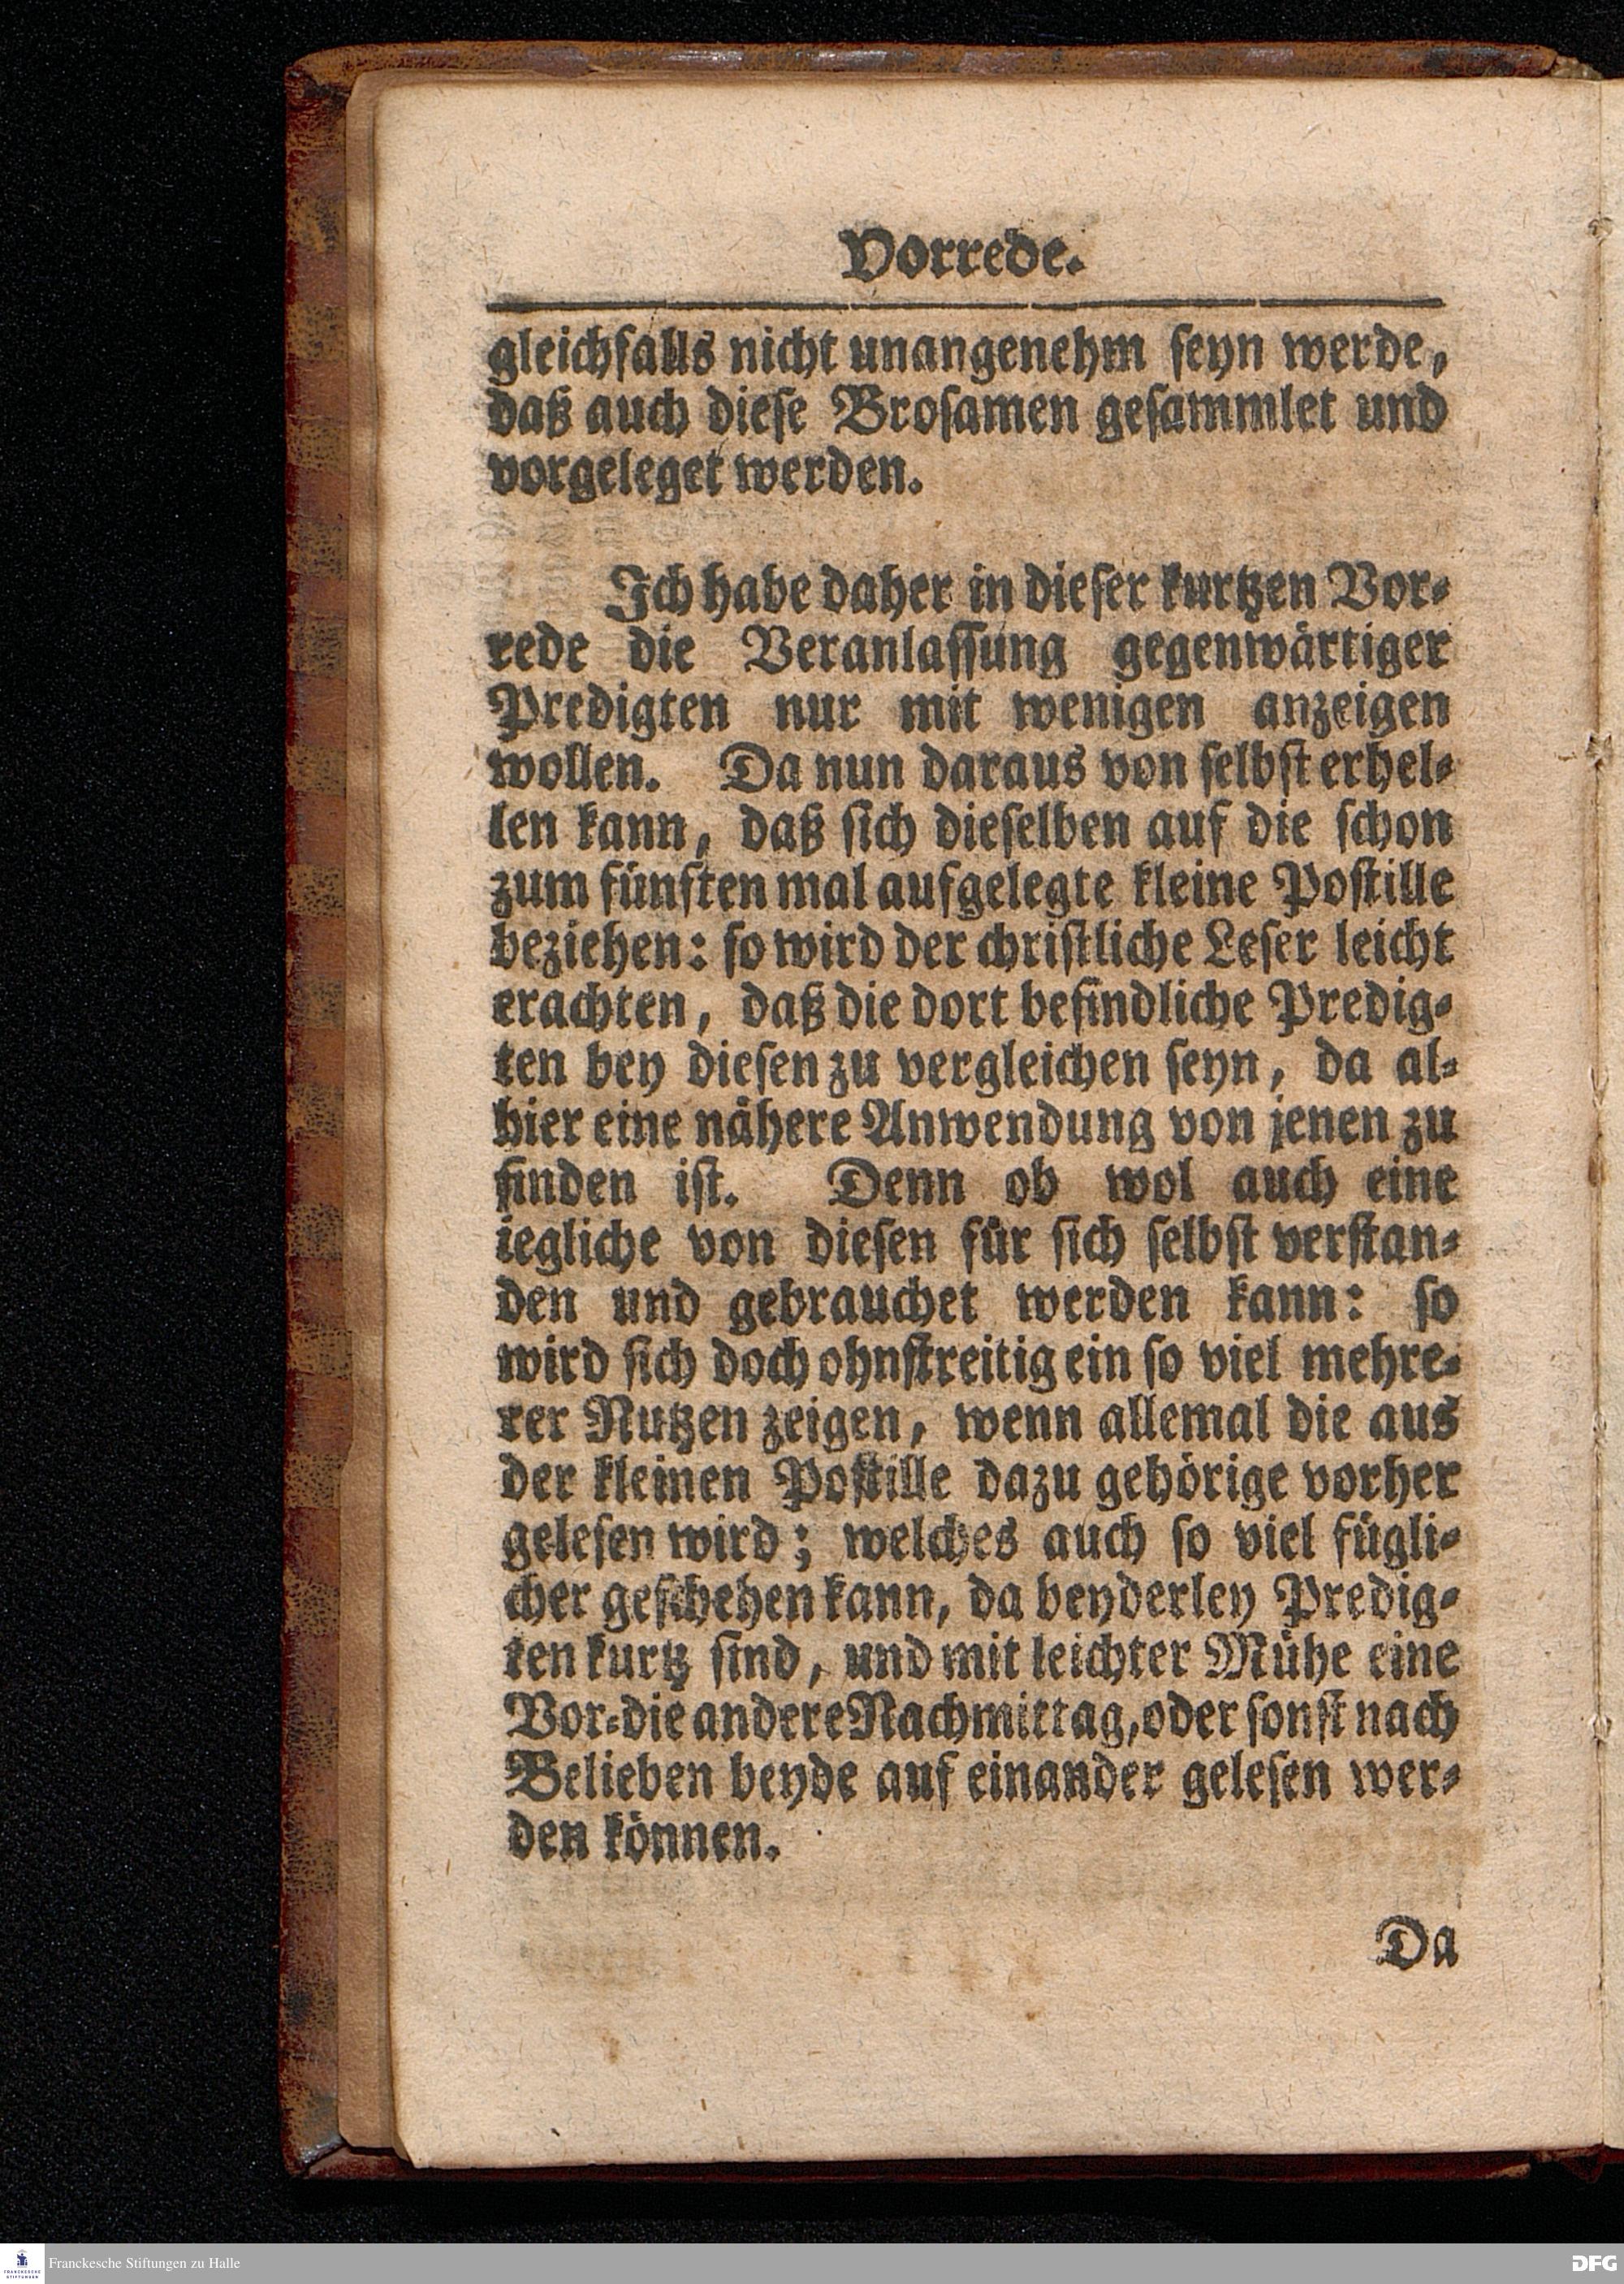 Vorrede.
gleichfalls nicht unangenehm seyn werde,
daß auch diese Brosamen gesammlet und
vorgeleget werden.
Ich habe daher in dieser kurtzen Vor-
rede die Veranlassung gegenwärtiger
Predigten nur mit wenigen anzeigen
wollen. Da nun daraus von selbst erhel-
len kann, daß sich dieselben auf die schon
zum fünften mal aufgelegte kleine Postille
beziehen: so wird der christliche Leser leicht
erachten, daß die dort befindliche Predig-
ten bey diesen zu vergleichen seyn, da al-
hier eine nähere Anwendung von jenen zu
finden ist. Denn ob wol auch eine
iegliche von diesen für sich selbst verstan-
den und gebrauchet werden kann: so
wird sich doch ohnstreitig ein so viel mehre-
rer Nutzen zeigen, wenn allemal die aus
der kleinen Postille dazu gehörige vorher
gelesen wird; welches auch so viel fügli-
cher geschehen kann, da beyderley Predig-
ten kurtz sind, und mit leichter Mühe eine
Vor-die andere Nachmittag, oder sonst nach
Belieben beyde auf einander gelesen wer-
den können.
Da
FRANCKESCHE STIFTUNGEN
Franckesche Stiftungen zu Halle
DFG